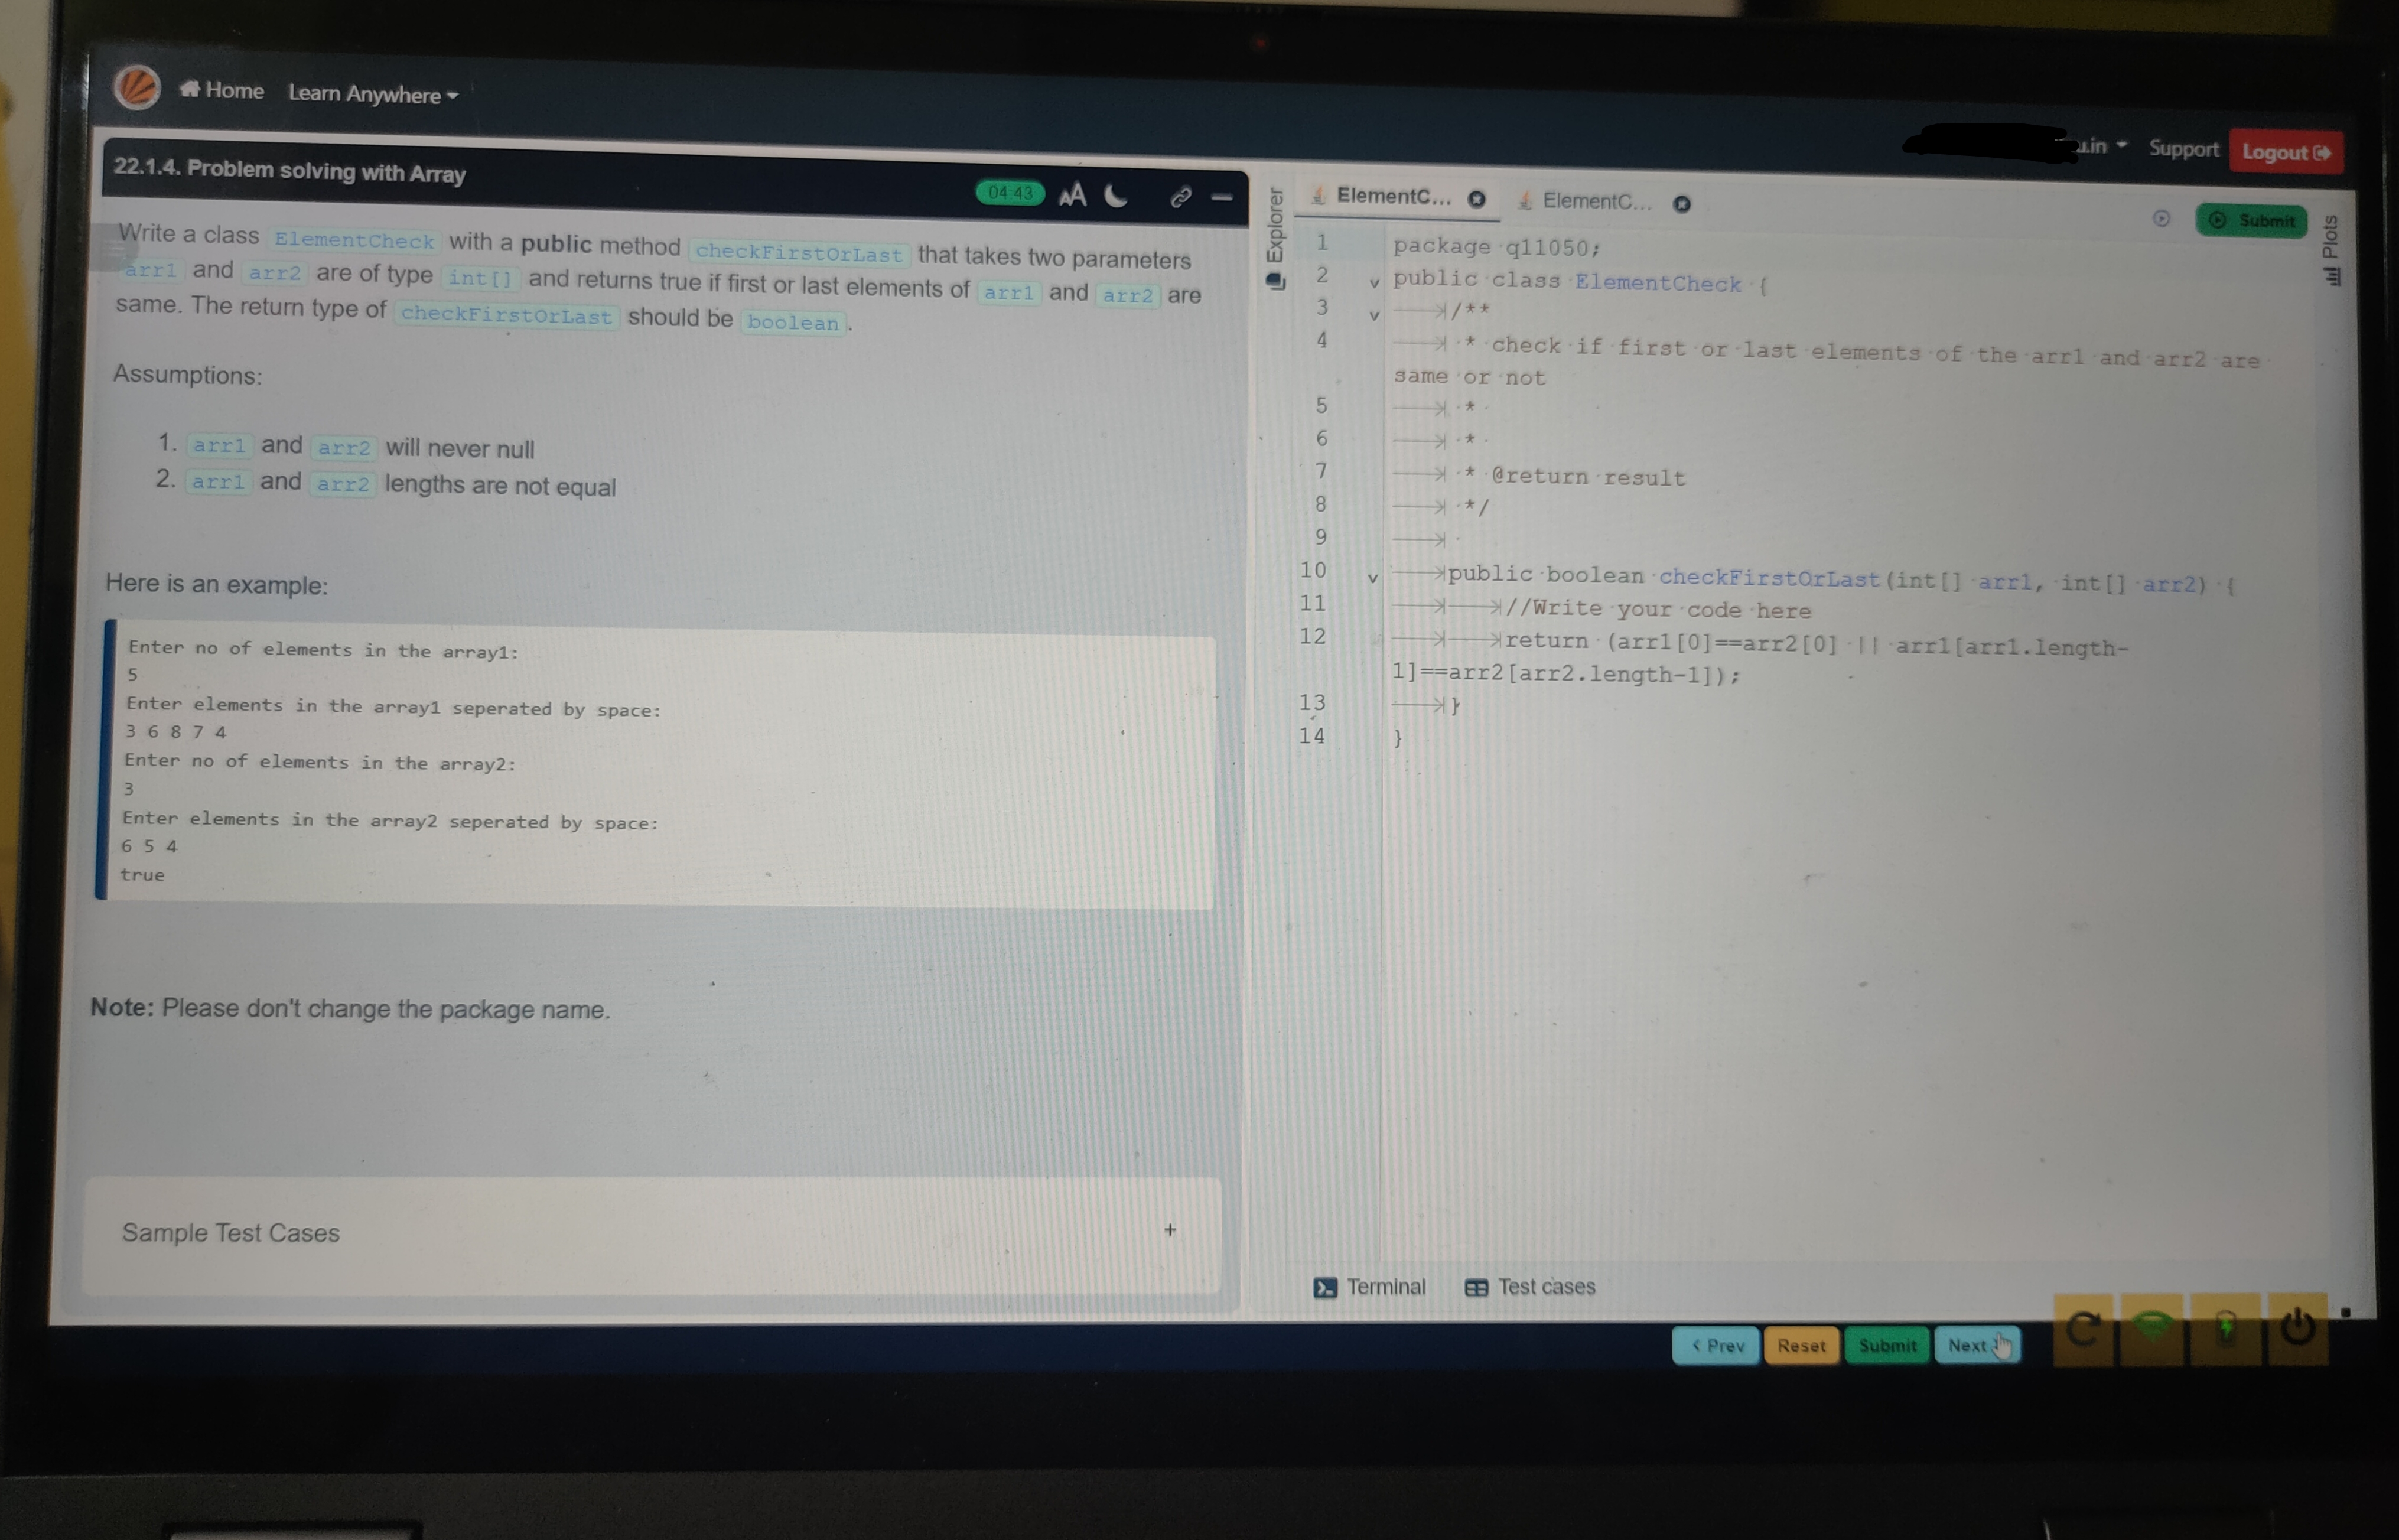 Home Learn Anywhere
.in Support Logout
22.1.4. Problem solving with Array
04:43 AA
Write a class ElementCheck with a public method checkFirstOrLast that takes two parameters
arr1 and arr2 are of type int[] and returns true if first or last elements of arr1 and arr2 are
same. The return type of checkFirstOrLast should be boolean.
Assumptions:
1. arr1 and arr2 will never null
2. arr1 and arr2 lengths are not equal
Here is an example:
Enter no of elements in the array1:
5
Enter elements in the array1 seperated by space:
3 6 8 7 4
Enter no of elements in the array2:
3
Enter elements in the array2 seperated by space:
6 5 4
true
Note: Please don't change the package name.
Sample Test Cases +
Explorer
ElementC... ElementC...
Submit
Plots
1 package q11050;
2 public class ElementCheck {
3 /**
4 * check if first or last elements of the arr1 and arr2 are
same or not
5 *
6 *
7 * @return result
8 */
9
10 public boolean checkFirstOrLast(int[] arr1, int[] arr2) {
11 //Write your code here
12 return (arr1[0]==arr2[0] || arr1[arr1.length-
1]==arr2[arr2.length-1]);
13 }
14 }
Terminal Test cases
< Prev Reset Submit Next